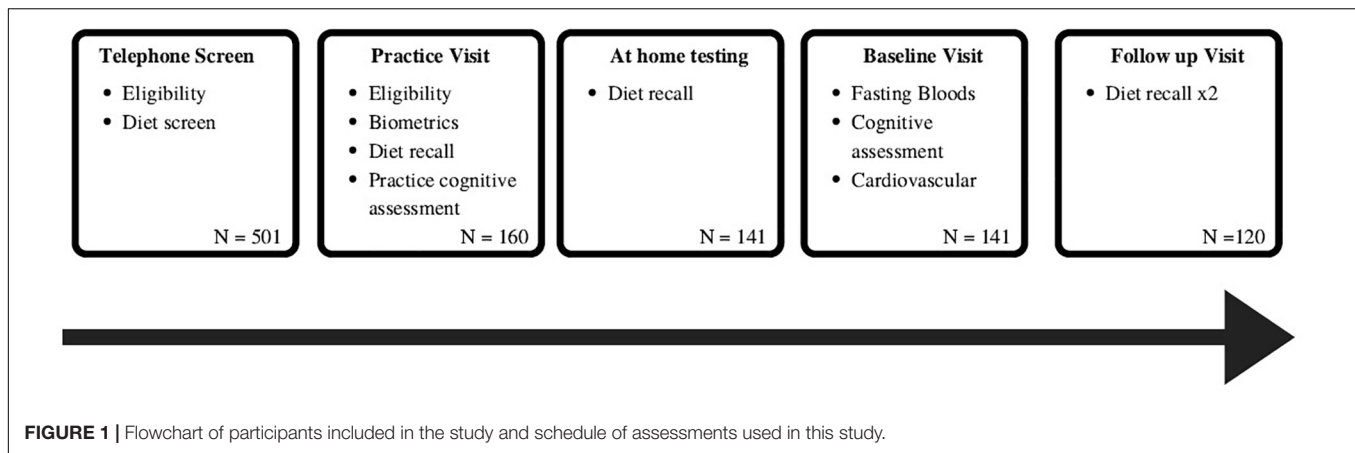 Telephone Screen
• Eligibility
• Diet screen
N = 501
Practice Visit
• Eligibility
• Biometrics
• Diet recall
• Practice cognitive
assessment
N = 160
At home testing
• Diet recall
N = 141
Baseline Visit
• Fasting Bloods
• Cognitive
assessment
• Cardiovascular
N = 141
Follow up Visit
• Diet recall x2
N =120
FIGURE 1 | Flowchart of participants included in the study and schedule of assessments used in this study.